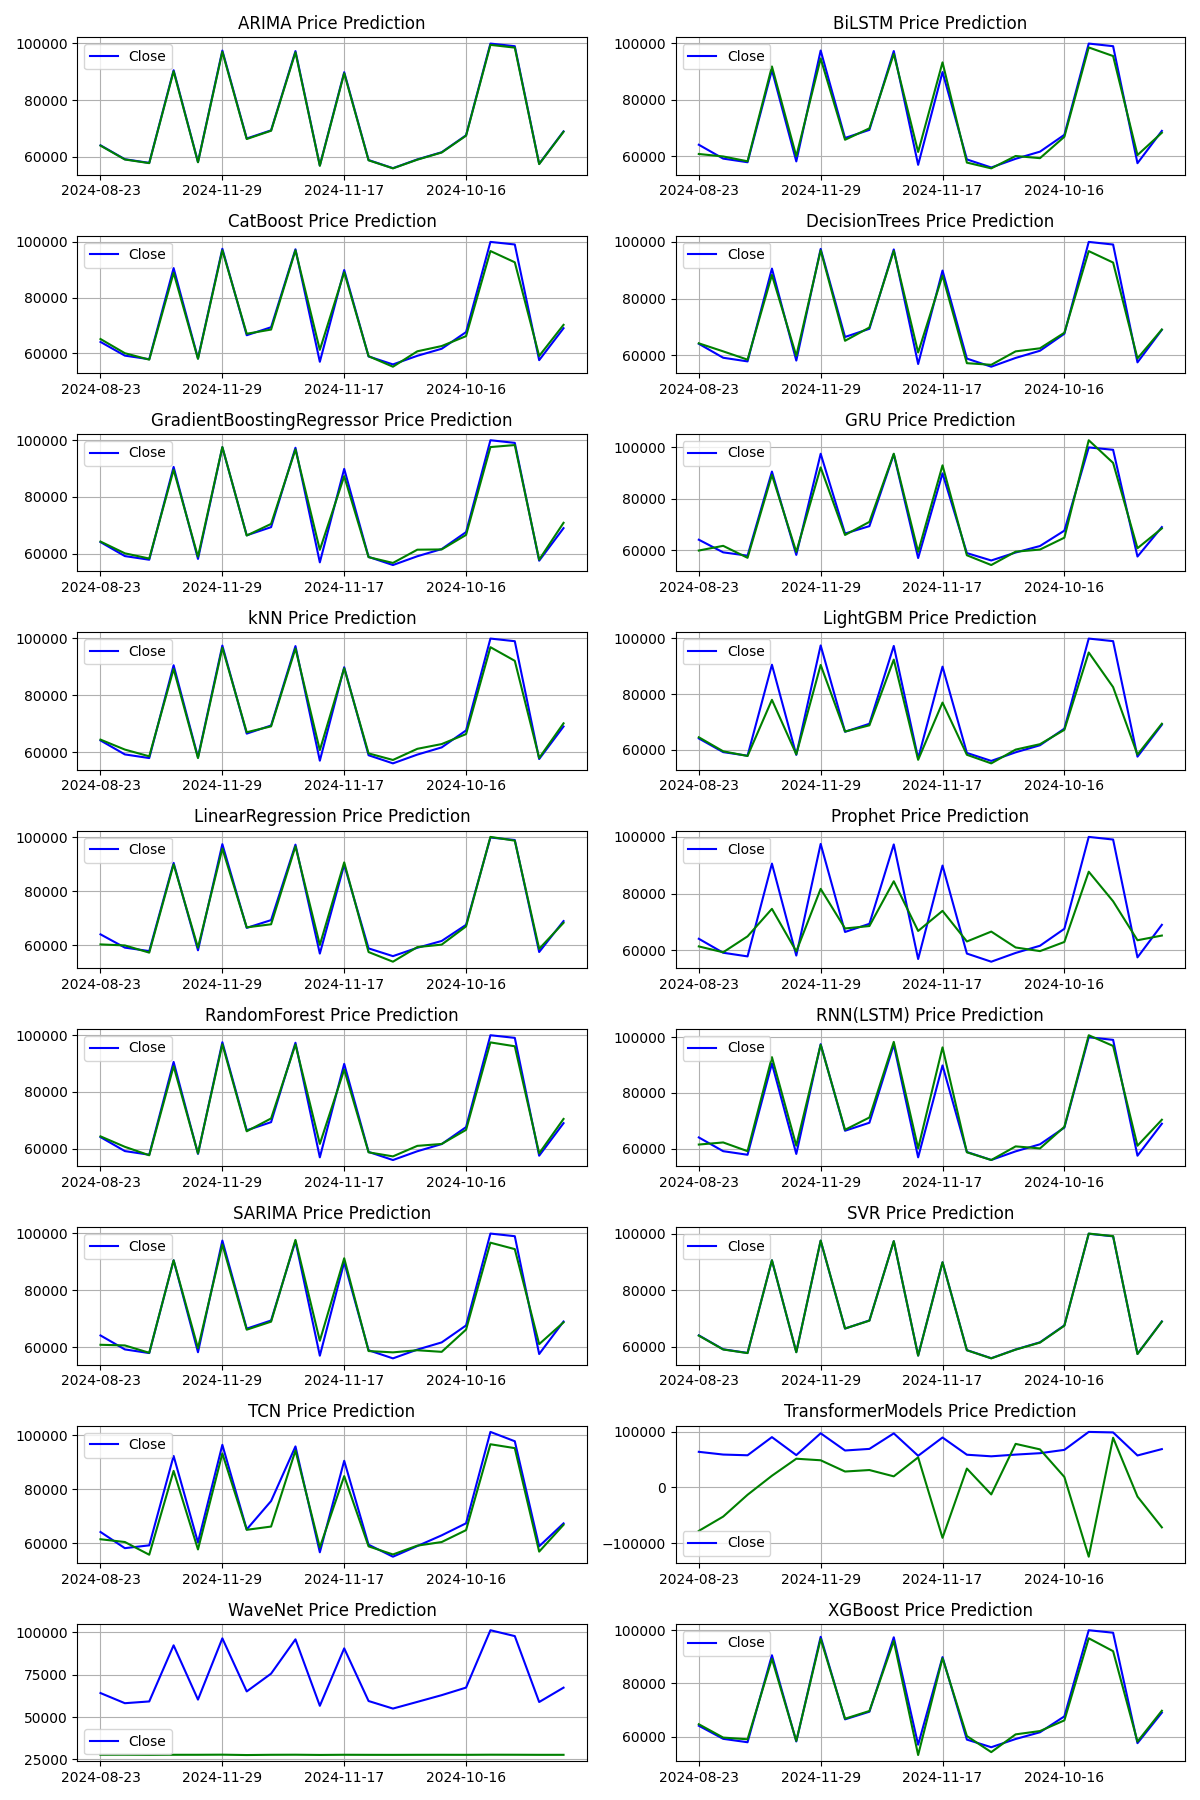 ARIMA Price Prediction
100000
80000
60000
Close
2024-08-23 2024-11-29 2024-11-17 2024-10-16
BiLSTM Price Prediction
100000
80000
60000
Close
2024-08-23 2024-11-29 2024-11-17 2024-10-16
CatBoost Price Prediction
100000
80000
60000
Close
2024-08-23 2024-11-29 2024-11-17 2024-10-16
DecisionTrees Price Prediction
100000
80000
60000
Close
2024-08-23 2024-11-29 2024-11-17 2024-10-16
GradientBoostingRegressor Price Prediction
100000
80000
60000
Close
2024-08-23 2024-11-29 2024-11-17 2024-10-16
GRU Price Prediction
100000
80000
60000
Close
2024-08-23 2024-11-29 2024-11-17 2024-10-16
kNN Price Prediction
100000
80000
60000
Close
2024-08-23 2024-11-29 2024-11-17 2024-10-16
LightGBM Price Prediction
100000
80000
60000
Close
2024-08-23 2024-11-29 2024-11-17 2024-10-16
LinearRegression Price Prediction
100000
80000
60000
Close
2024-08-23 2024-11-29 2024-11-17 2024-10-16
Prophet Price Prediction
100000
80000
60000
Close
2024-08-23 2024-11-29 2024-11-17 2024-10-16
RandomForest Price Prediction
100000
80000
60000
Close
2024-08-23 2024-11-29 2024-11-17 2024-10-16
RNN(LSTM) Price Prediction
100000
80000
60000
Close
2024-08-23 2024-11-29 2024-11-17 2024-10-16
SARIMA Price Prediction
100000
80000
60000
Close
2024-08-23 2024-11-29 2024-11-17 2024-10-16
SVR Price Prediction
100000
80000
60000
Close
2024-08-23 2024-11-29 2024-11-17 2024-10-16
TCN Price Prediction
100000
80000
60000
Close
2024-08-23 2024-11-29 2024-11-17 2024-10-16
TransformerModels Price Prediction
100000
0
−100000
Close
2024-08-23 2024-11-29 2024-11-17 2024-10-16
WaveNet Price Prediction
100000
75000
50000
25000
Close
2024-08-23 2024-11-29 2024-11-17 2024-10-16
XGBoost Price Prediction
100000
80000
60000
Close
2024-08-23 2024-11-29 2024-11-17 2024-10-16